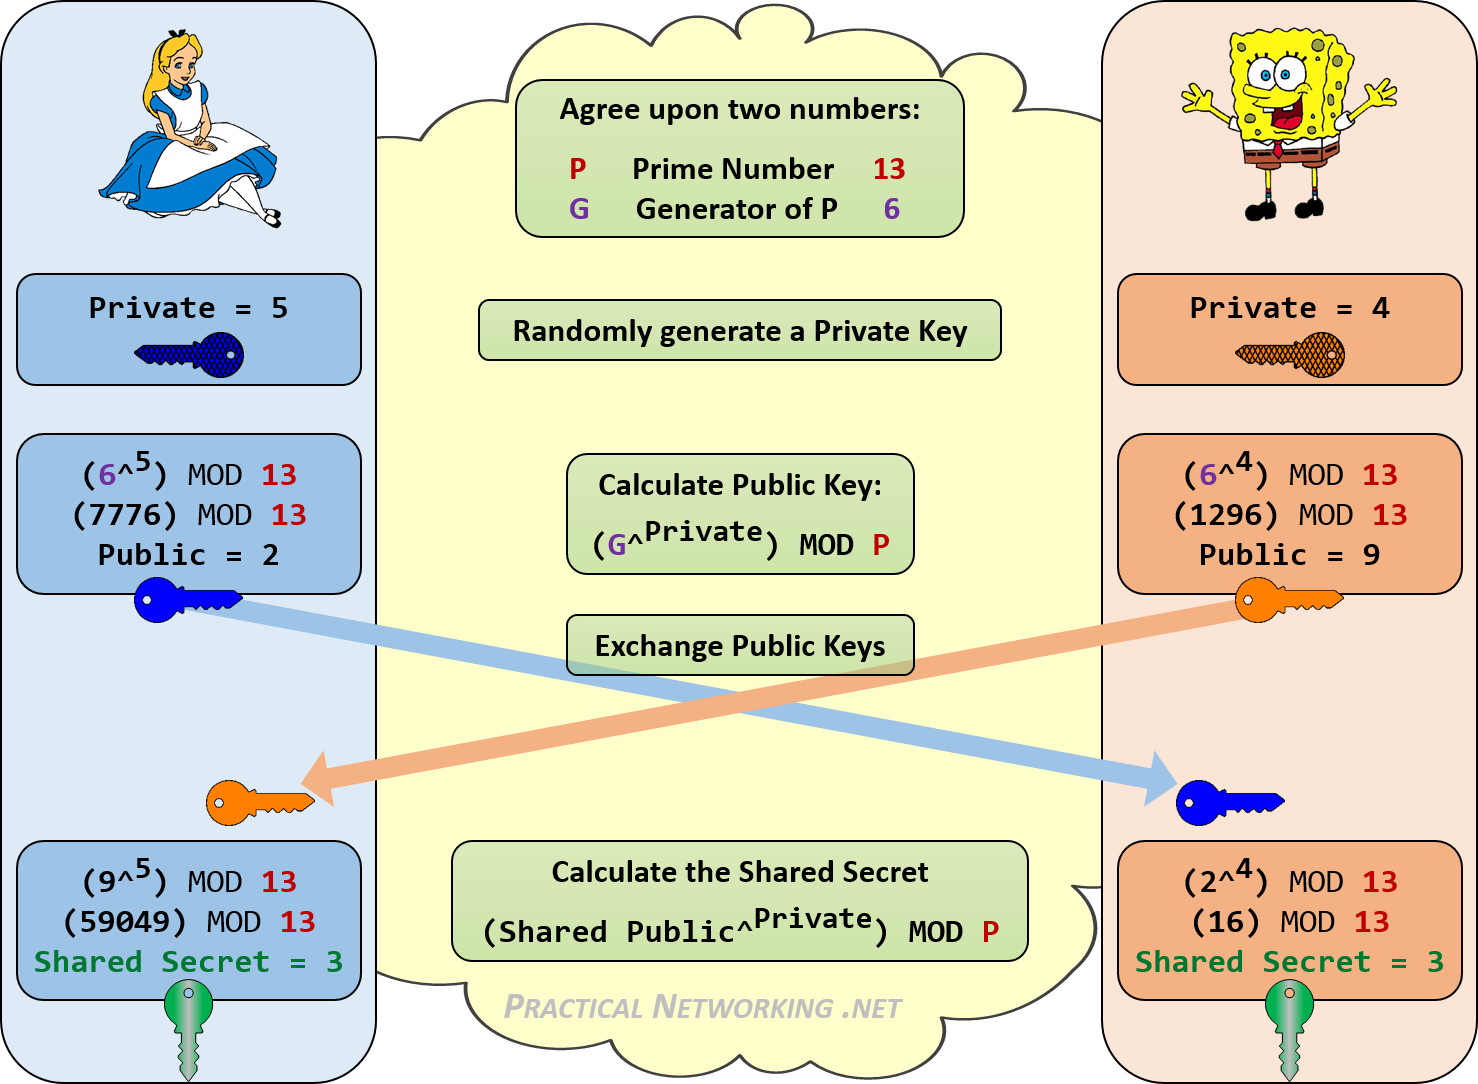 Agree upon two numbers:
P Prime Number 13
G Generator of P 6
Private = 5
Randomly generate a Private Key
Private = 4
(6^5) MOD 13
(7776) MOD 13
Public = 2
Calculate Public Key:
(G^Private) MOD P
(6^4) MOD 13
(1296) MOD 13
Public = 9
Exchange Public Keys
(9^5) MOD 13
(59049) MOD 13
Shared Secret = 3
Calculate the Shared Secret
(Shared Public^Private) MOD P
(2^4) MOD 13
(16) MOD 13
Shared Secret = 3
PRACTICAL NETWORKING .NET